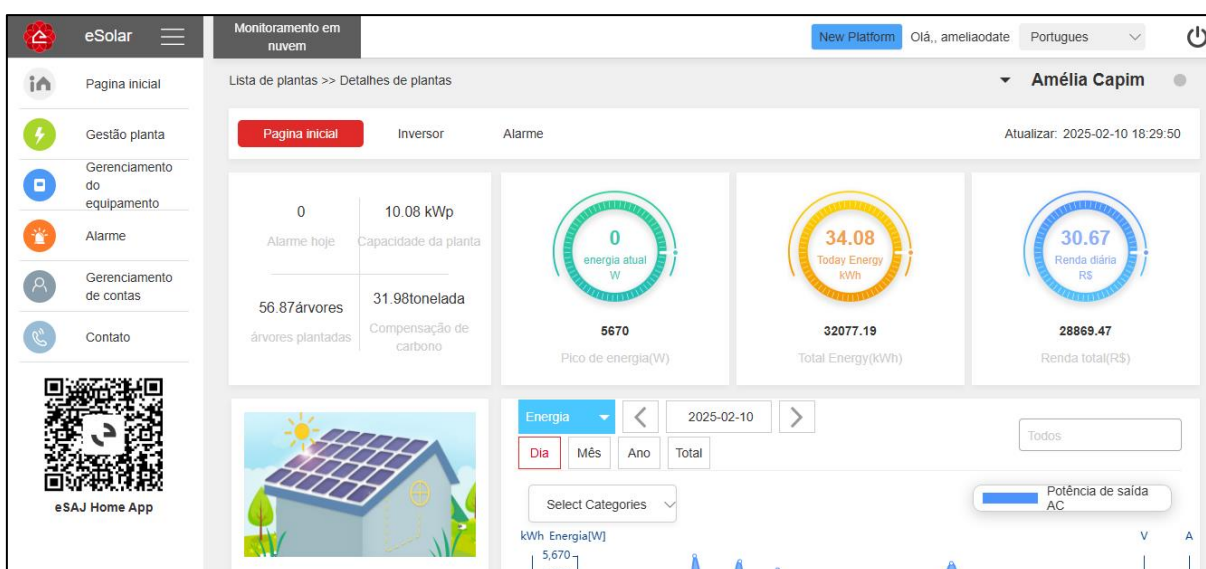 eSolar
Monitoramento em
nuvem
New Platform
Olá,, ameliaodate
Portugues
Pagina inicial
Gestão planta
Gerenciamento
do
equipamento
Alarme
Gerenciamento
de contas
Contato
eSAJ Home App
Lista de plantas >> Detalhes de plantas
Amélia Capim
Pagina inicial
Inversor
Alarme
Atualizar: 2025-02-10 18:29:50
0
Alarme hoje
10.08 kWp
Capacidade da planta
56.87árvores
árvores plantadas
31.98tonelada
Compensação de
carbono
0
energia atual
W
5670
Pico de energia(W)
34.08
Today Energy
kWh
32077.19
Total Energy(kWh)
30.67
Renda diária
R$
28869.47
Renda total(R$)
Energia
2025-02-10
Todos
Dia
Mês
Ano
Total
Select Categories
Potência de saída
AC
kWh Energia[W]
V
A
5,670